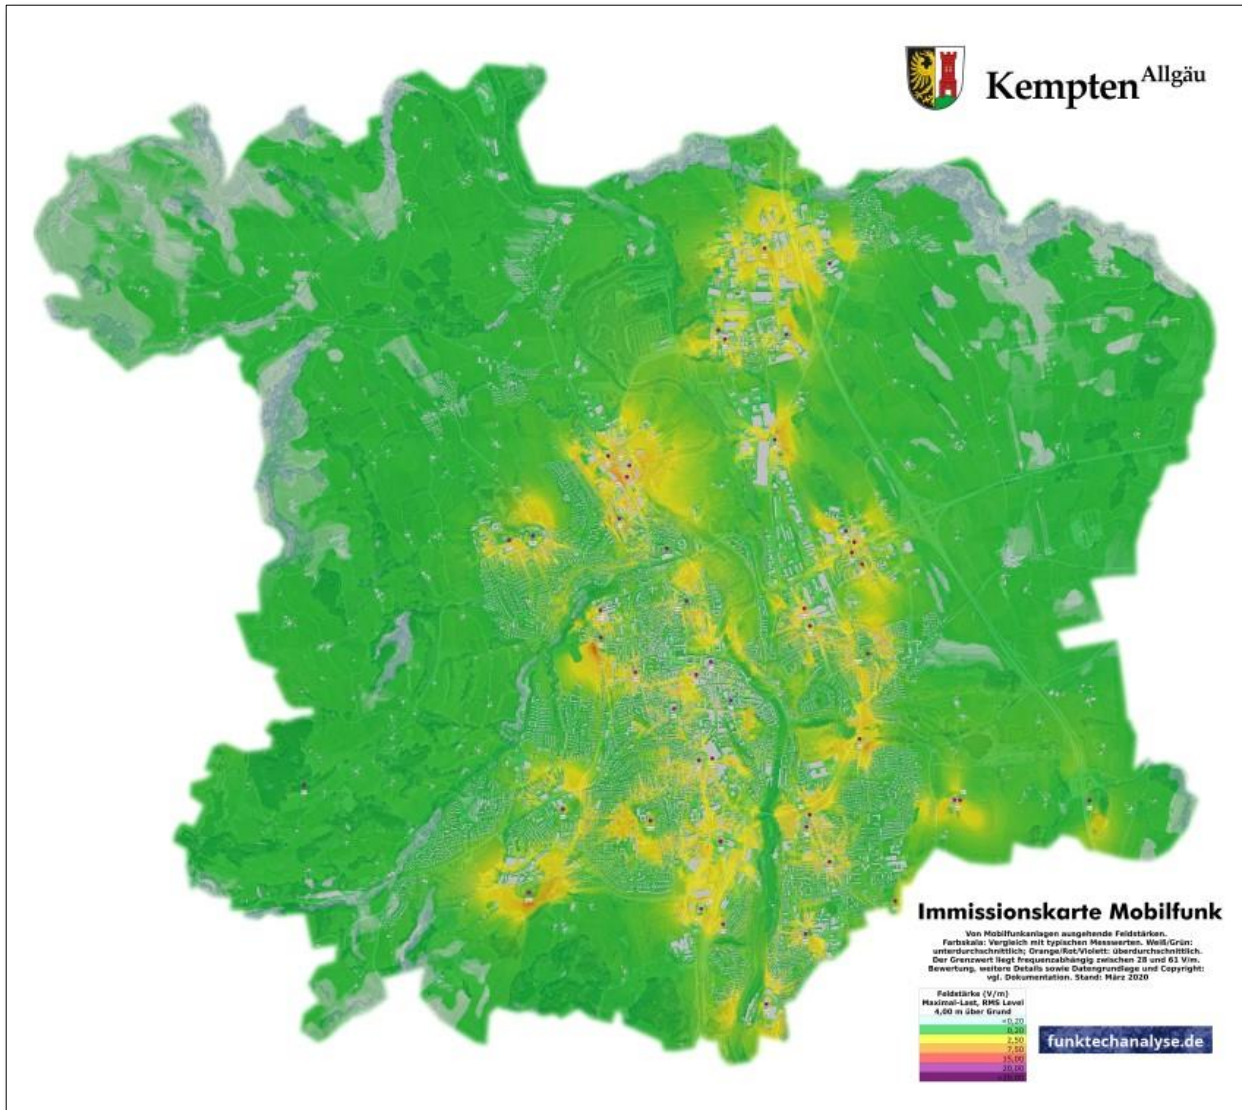 Kempten Allgäu
Immissionskarte Mobilfunk
Von Mobilfunkanlagen ausgehende Feldstärken.
Farbskala: Vergleich mit typischen Messwerten. Weiß/Grün:
unterdurchschnittlich; Orange/Rot/Violett: überdurchschnittlich.
Der Grenzwert liegt frequenzabhängig zwischen 28 und 61 V/m.
Bewertung, weitere Details sowie Datengrundlage und Copyright:
vgl. Dokumentation. Stand: März 2020
Feldstärke (V/m)
Maximal-Last, RMS Level
4,00 m über Grund
<0,20
0,20
2,50
7,50
15,00
20,00
funktechanalyse.de